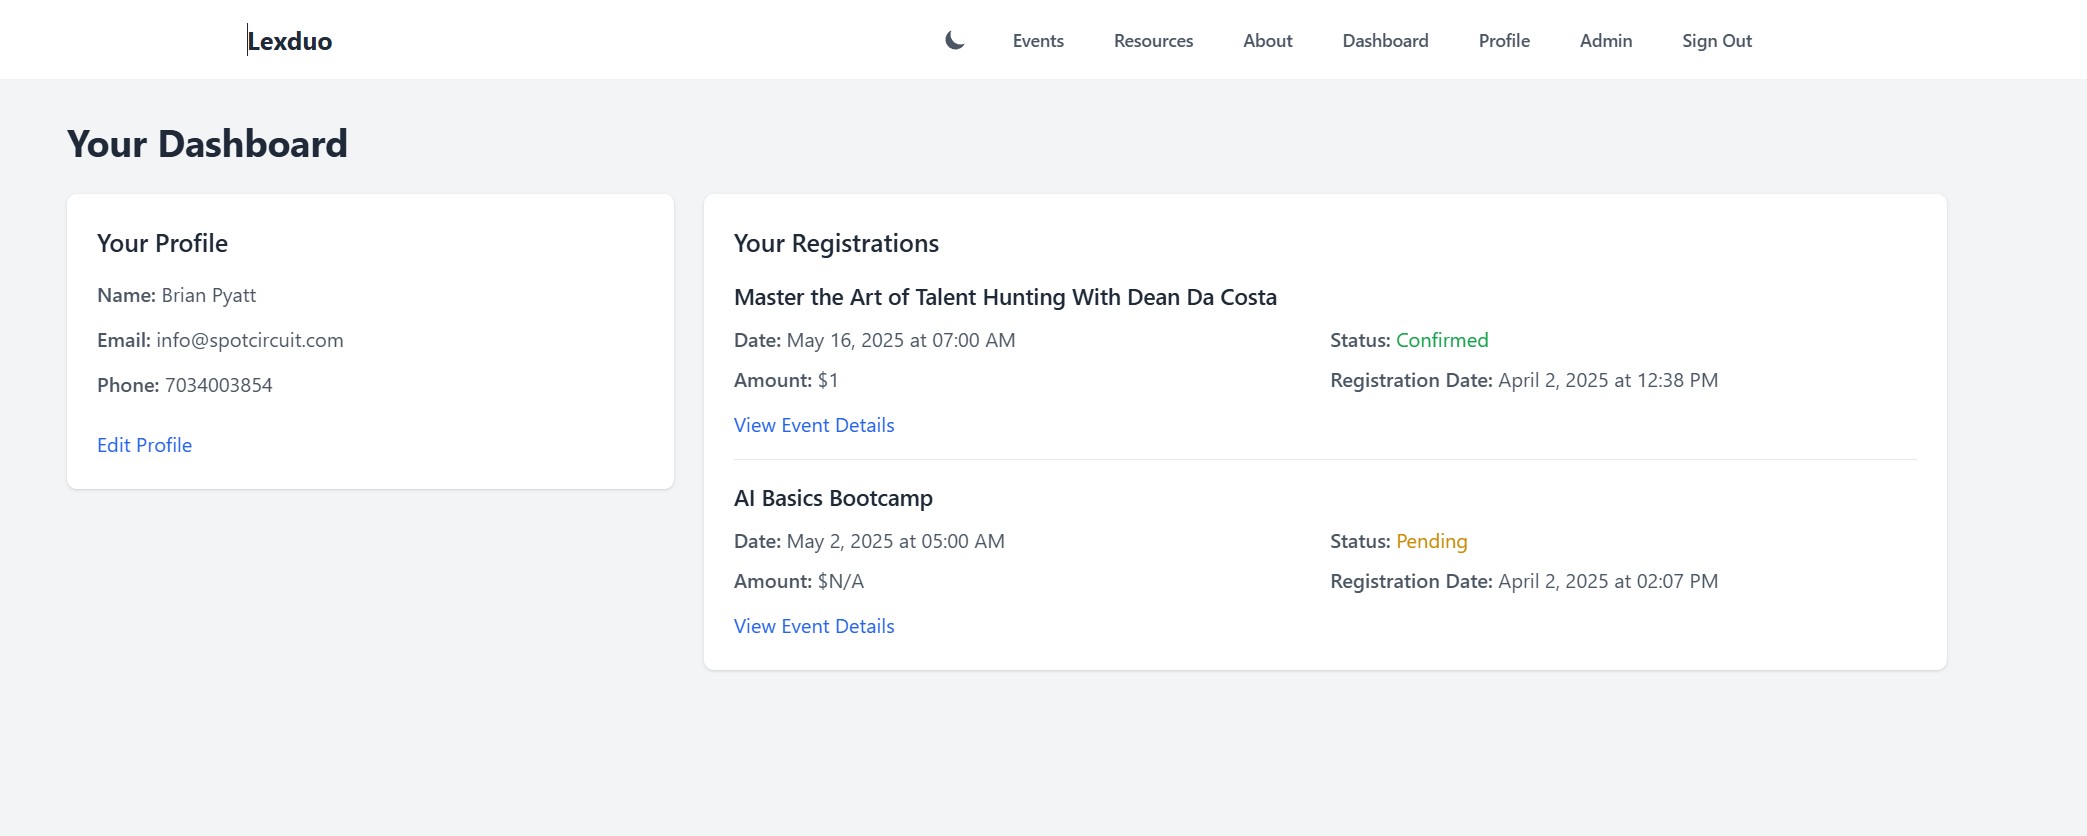 Lexduo
Events Resources About Dashboard Profile Admin Sign Out
Your Dashboard
Your Profile
Name: Brian Pyatt
Email: info@spotcircuit.com
Phone: 7034003854
Edit Profile
Your Registrations
Master the Art of Talent Hunting With Dean Da Costa
Date: May 16, 2025 at 07:00 AM
Status: Confirmed
Amount: $1
Registration Date: April 2, 2025 at 12:38 PM
View Event Details
AI Basics Bootcamp
Date: May 2, 2025 at 05:00 AM
Status: Pending
Amount: $N/A
Registration Date: April 2, 2025 at 02:07 PM
View Event Details